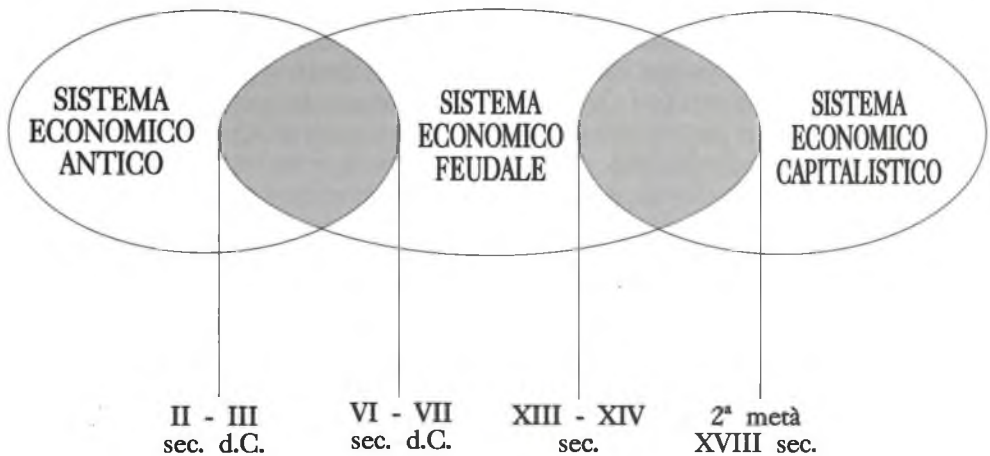 SISTEMA
ECONOMICO
ANTICO
SISTEMA
ECONOMICO
FEUDALE
SISTEMA
ECONOMICO
CAPITALISTICO
II - III
sec. d.C.
VI - VII
sec. d.C.
XIII - XIV
sec.
2ª metà
XVIII sec.